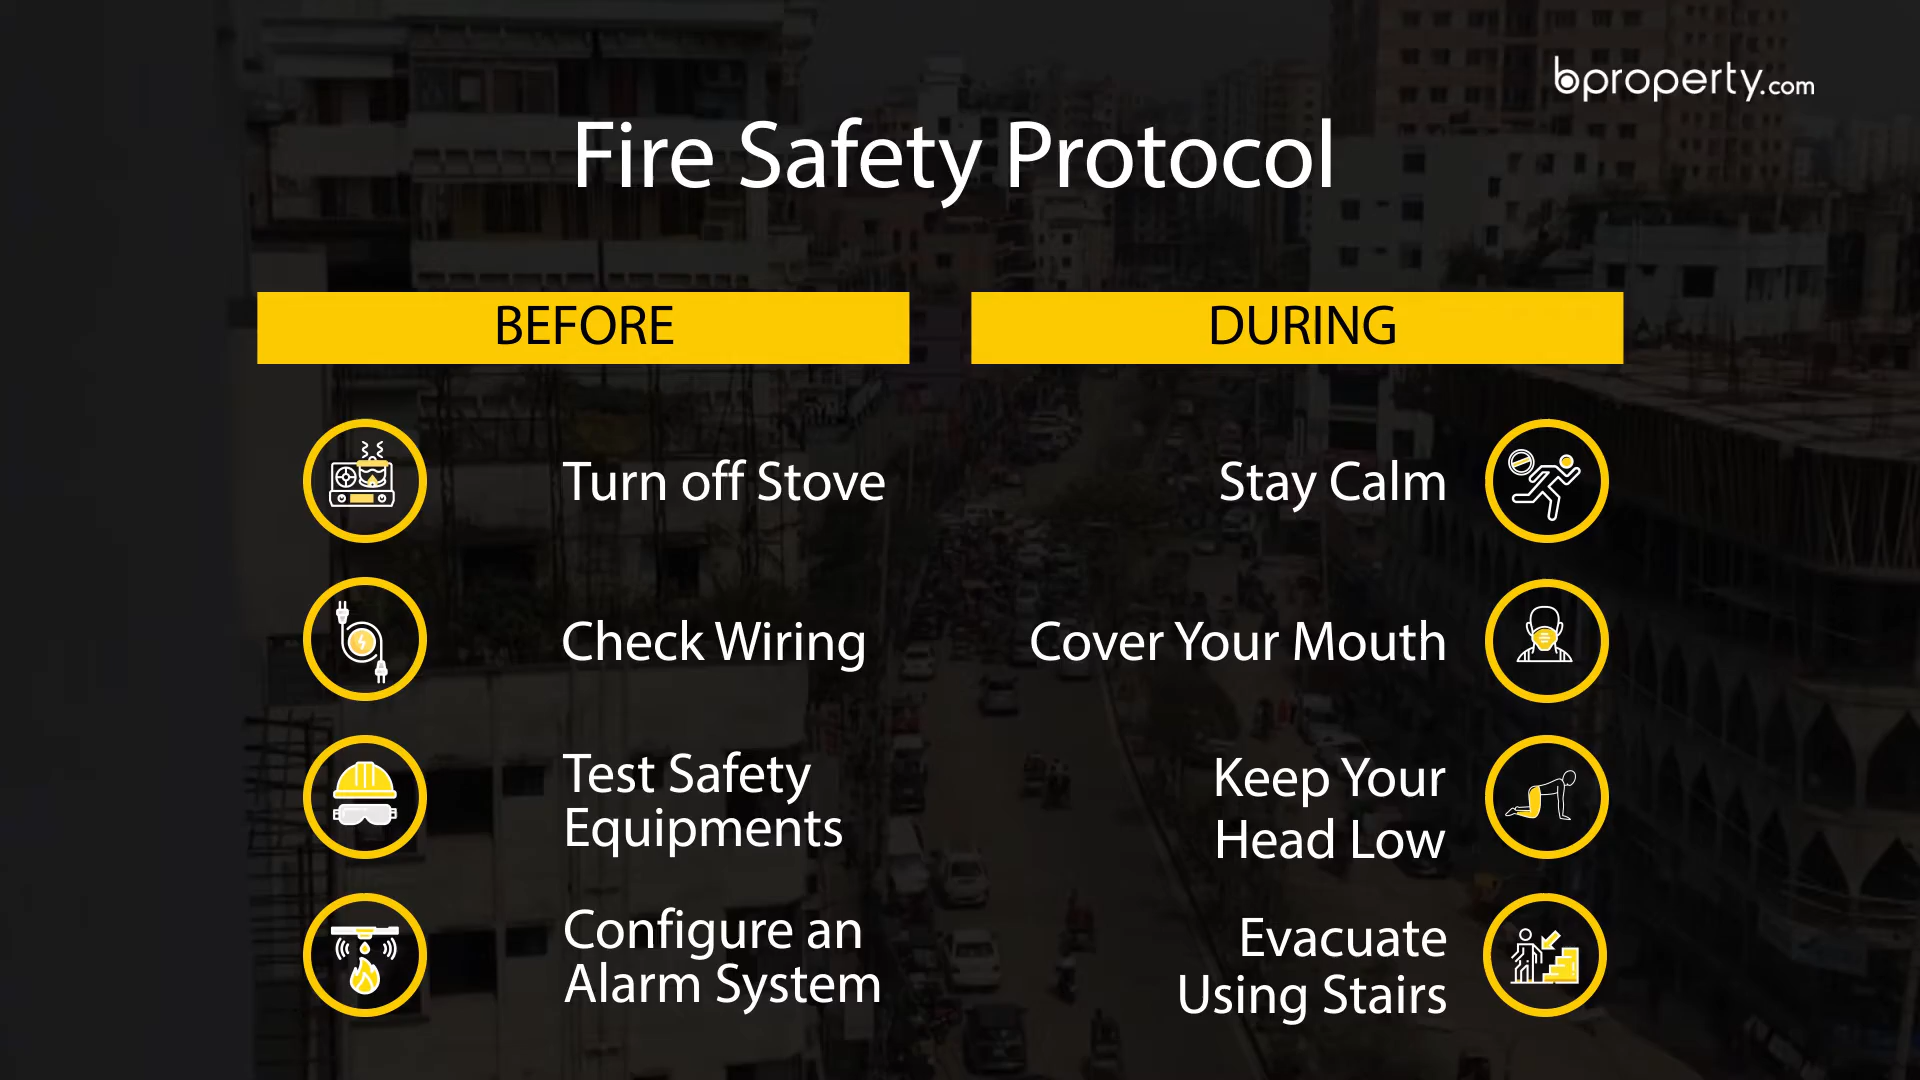 bproperty.com
Fire Safety Protocol
BEFORE
Turn off Stove
Check Wiring
Test Safety
Equipments
Configure an
Alarm System
DURING
Stay Calm
Cover Your Mouth
Keep Your
Head Low
Evacuate
Using Stairs